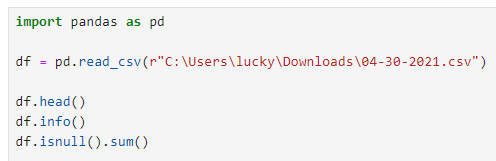 import pandas as pd
df = pd.read_csv(r"C:\Users\lucky\Downloads\04-30-2021.csv")
df.head()
df.info()
df.isnull().sum()